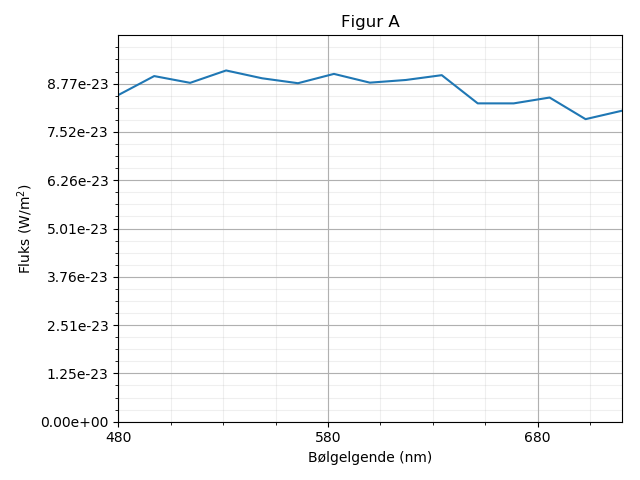 Figur A
Fluks (W/m²)
8.77e-23
7.52e-23
6.26e-23
5.01e-23
3.76e-23
2.51e-23
1.25e-23
0.00e+00
480 580 680
Bølgelgende (nm)